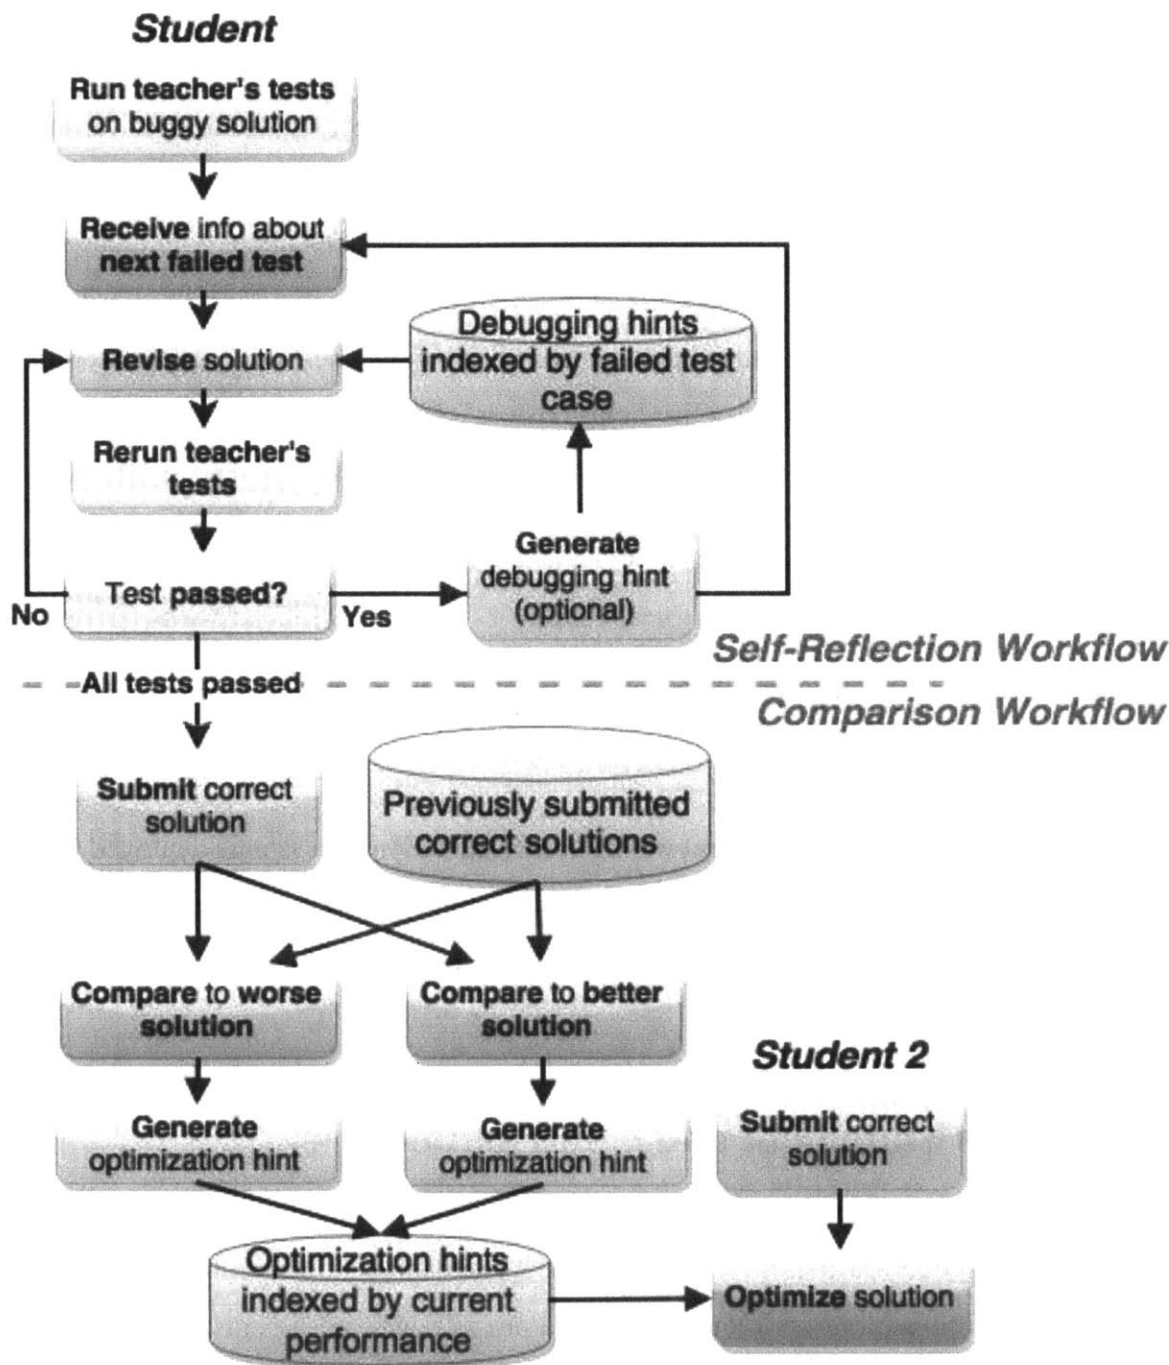 Student
Run teacher's tests
on buggy solution
Receive info about
next failed test
Debugging hints
indexed by failed test
case
Revise solution
Rerun teacher's
tests
Generate
debugging hint
(optional)
Test passed?
No
Yes
Self-Reflection Workflow
All tests passed
Comparison Workflow
Submit correct
solution
Previously submitted
correct solutions
Compare to worse
solution
Compare to better
solution
Student 2
Generate
optimization hint
Generate
optimization hint
Submit correct
solution
Optimization hints
indexed by current
performance
Optimize solution